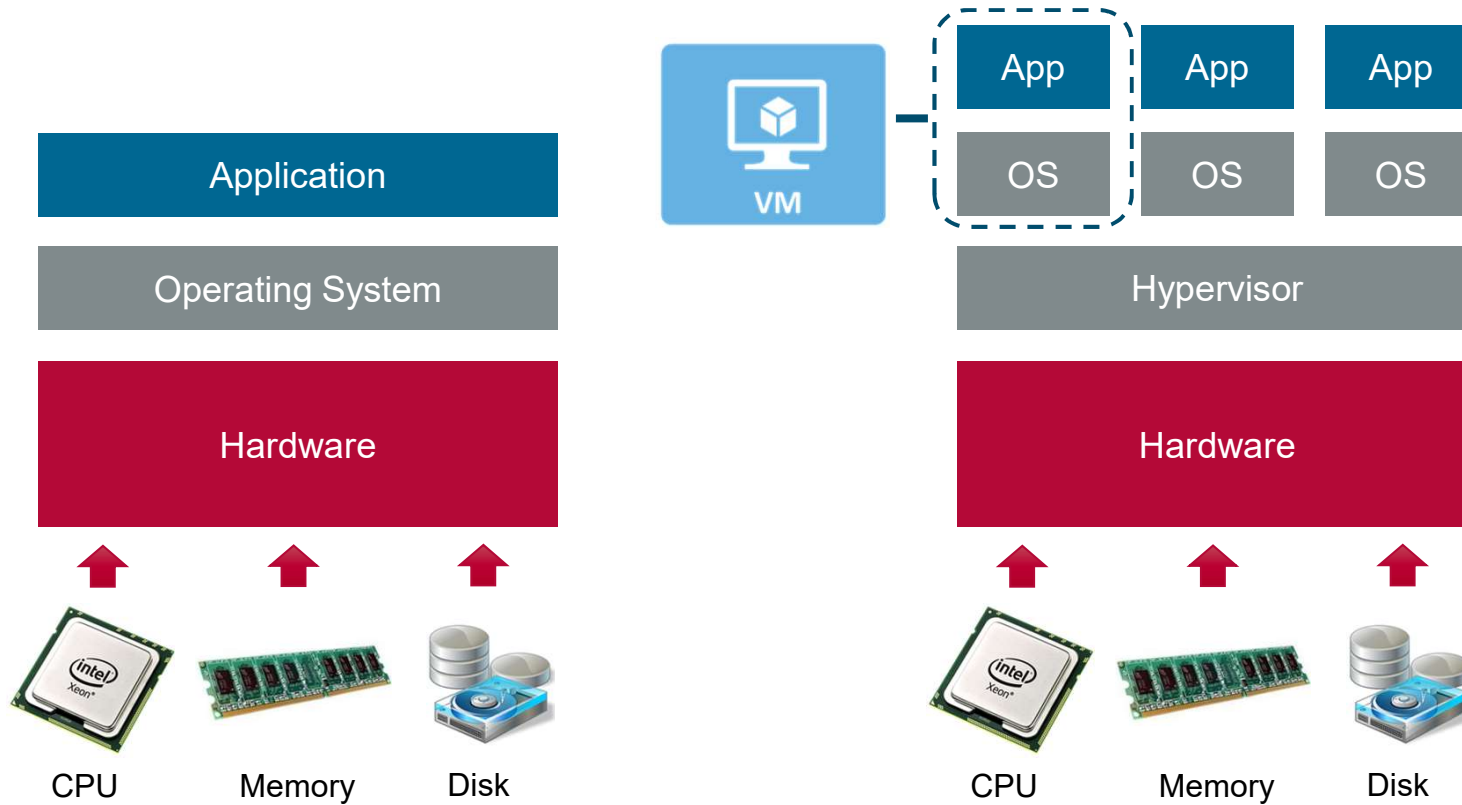 Application
Operating System
Hardware
intel
Xeon®
CPU
Memory
Disk
VM
App
App
App
OS
OS
OS
Hypervisor
Hardware
intel
Xeon®
CPU
Memory
Disk